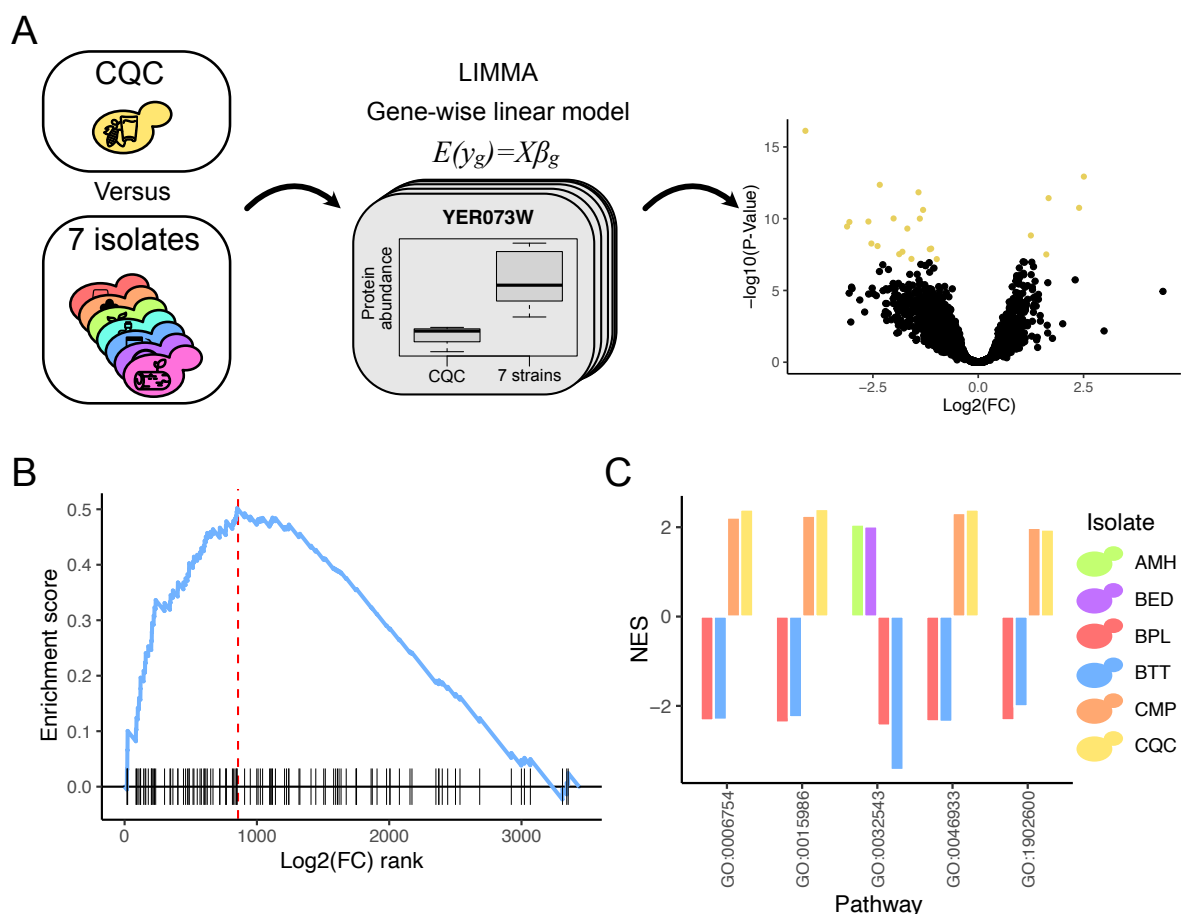 A
CQC
Versus
7 isolates
LIMMA
Gene-wise linear model
E(yg)=Xβg
YER073W
Protein
abundance
CQC
7 strains
−log10(P-Value)
15
10
5
0
−2.5
0.0
2.5
Log2(FC)
B
Enrichment score
0.5
0.4
0.3
0.2
0.1
0.0
0
1000
2000
3000
Log2(FC) rank
C
NES
2
0
−2
GO:0006754
GO:0015986
GO:0032543
GO:0046933
GO:1902600
Pathway
Isolate
AMH
BED
BPL
BTT
CMP
CQC